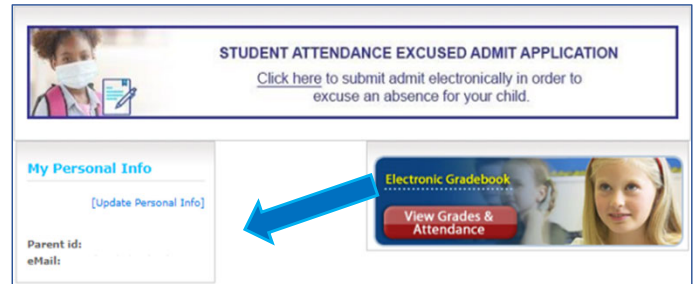 STUDENT ATTENDANCE EXCUSED ADMIT APPLICATION
Click here to submit admit electronically in order to
excuse an absence for your child.
My Personal Info
[Update Personal Info]
Parent id:
eMail:
Electronic Gradebook
View Grades &
Attendance